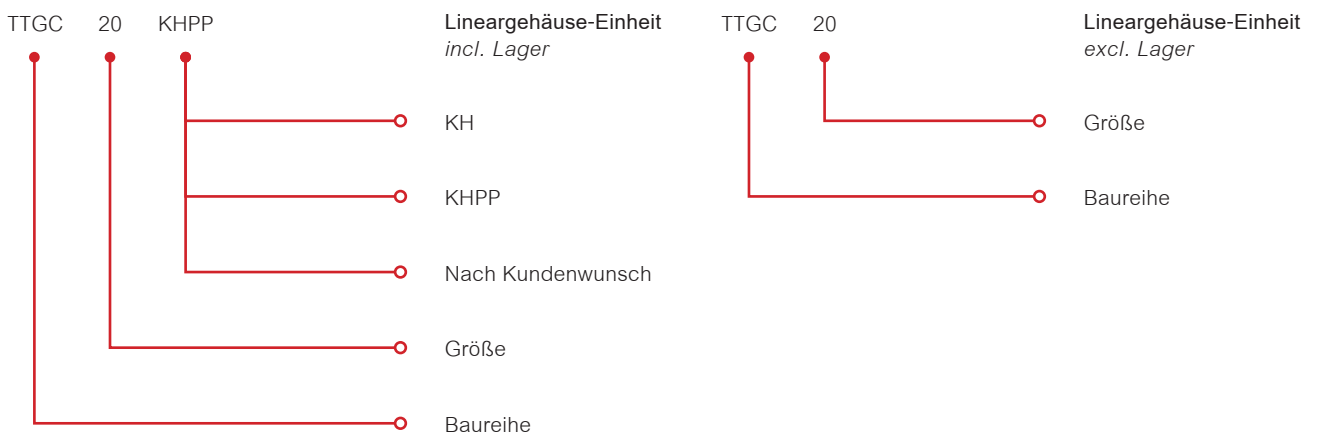 TTGC 20 KHPP
Lineargehäuse-Einheit
incl. Lager
KH
KHPP
Nach Kundenwunsch
Größe
Baureihe
TTGC 20
Lineargehäuse-Einheit
excl. Lager
Größe
Baureihe